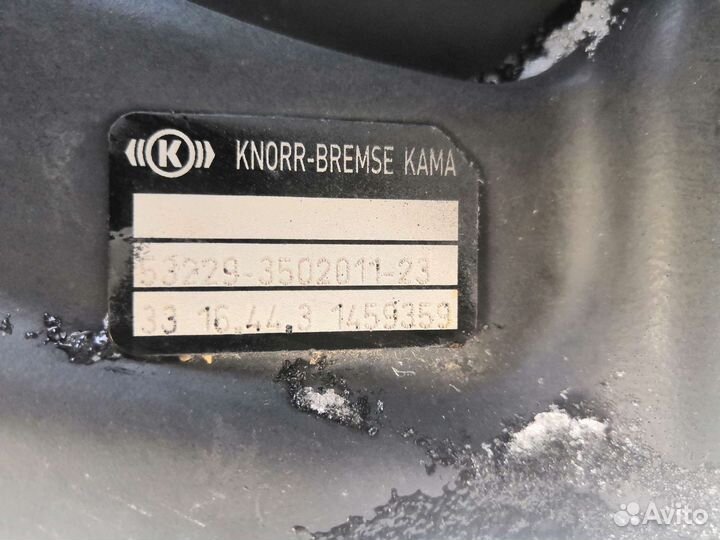 K KNORR-BREMSE KAMA
53229-3502011-23
33 16.44.3 1459359
Avito